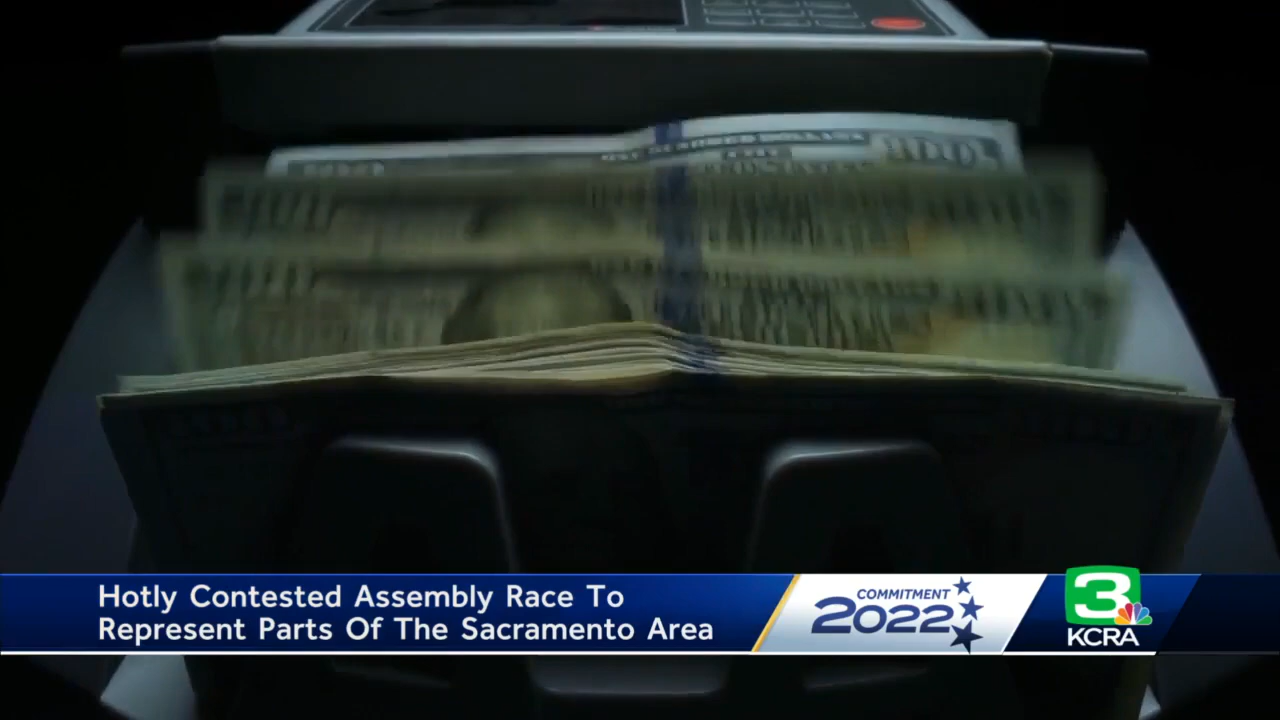 Hotly Contested Assembly Race To
Represent Parts Of The Sacramento Area
COMMITMENT
2022
3
KCRA